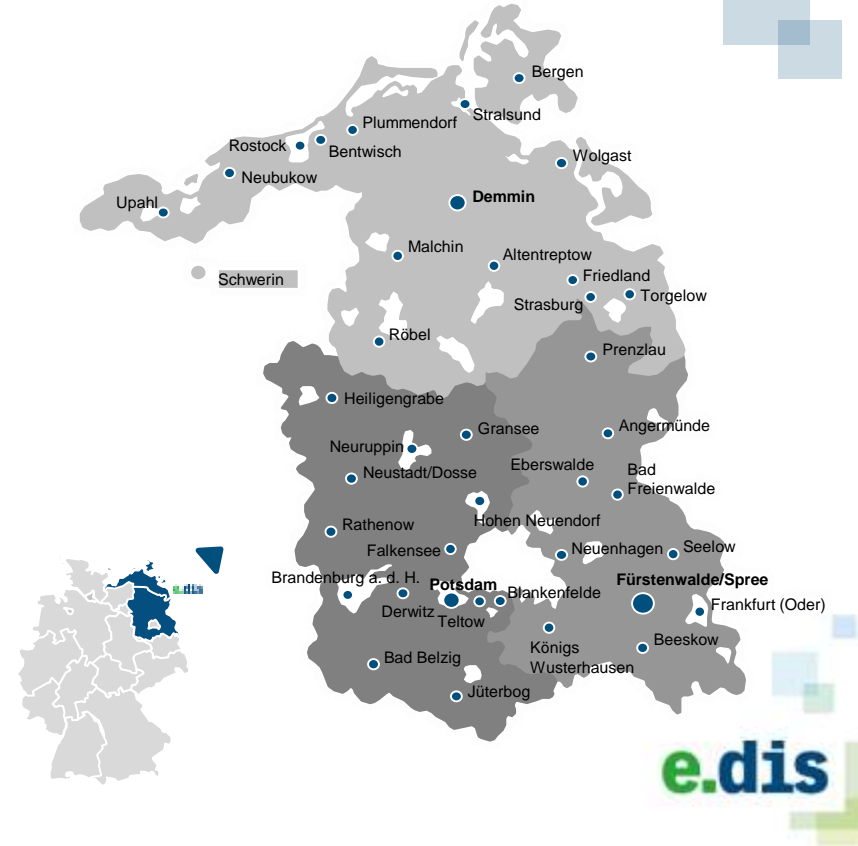 Bergen
Stralsund
Plummendorf
Rostock
Bentwisch
Wolgast
Neubukow
Demmin
Upahl
Malchin
Altentreptow
Friedland
Schwerin
Strasburg
Torgelow
Röbel
Prenzlau
Heiligengrabe
Gransee
Angermünde
Neuruppin
Eberswalde
Bad
Freienwalde
Neustadt/Dosse
Hohen Neuendorf
Rathenow
Falkensee
Neuenhagen
Seelow
Brandenburg a. d. H.
Potsdam
Fürstenwalde/Spree
Blankenfelde
Derwitz
Teltow
Frankfurt (Oder)
Königs
Wusterhausen
Beeskow
Bad Belzig
Jüterbog
e.dis
e.dis